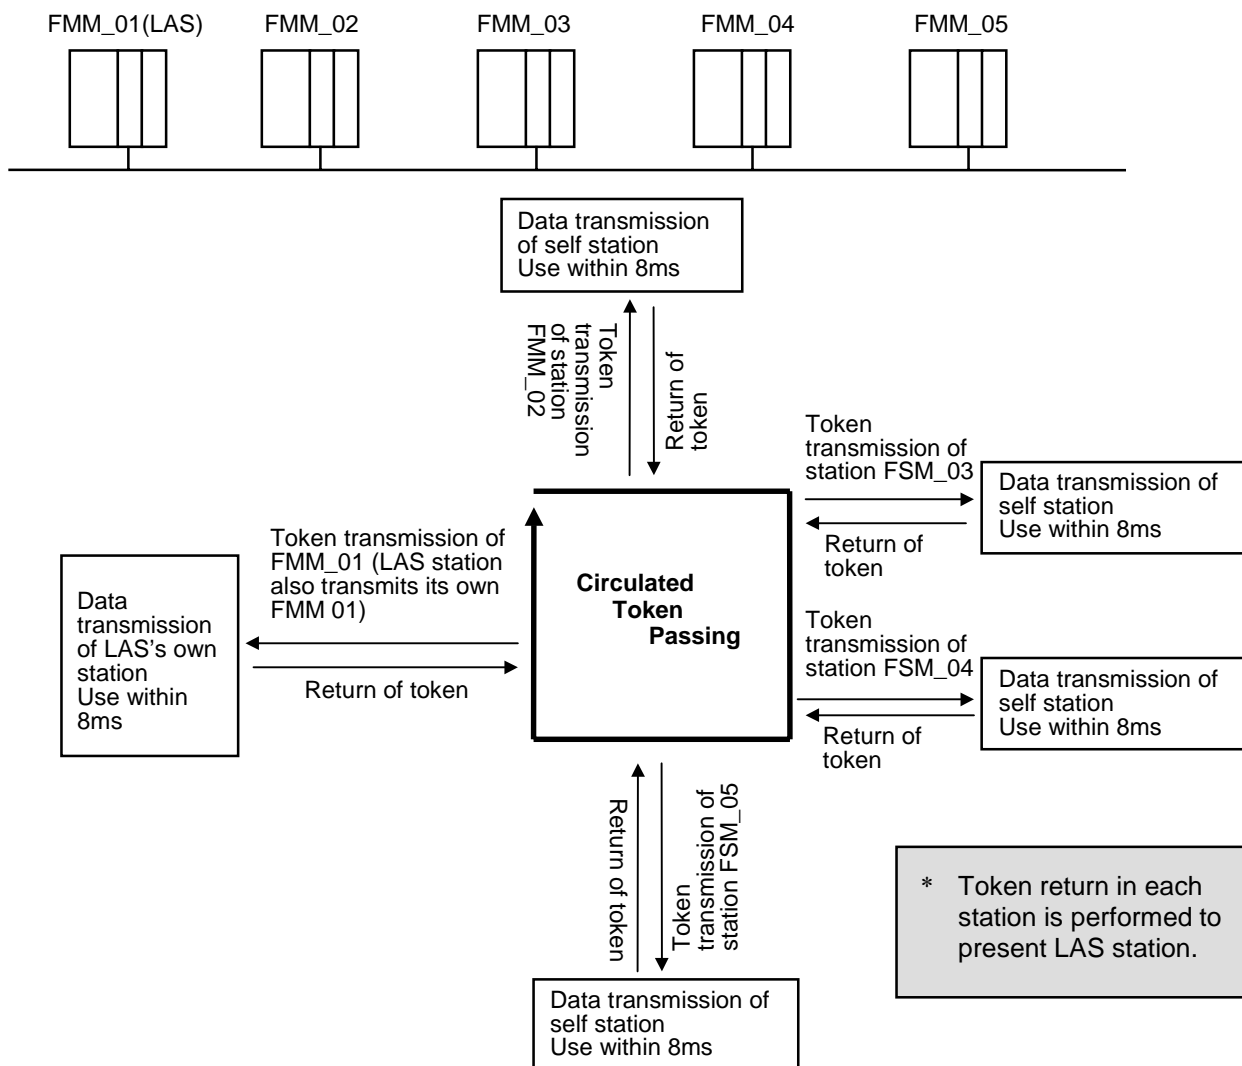 FMM_01(LAS)
FMM_02
FMM_03
FMM_04
FMM_05
Data transmission
of self station
Use within 8ms
Token
transmission
of station
FMM_02
Return of
token
Token
transmission of
station FSM_03
Return of
token
Data transmission of
self station
Use within 8ms
Token transmission of
FMM_01 (LAS station
also transmits its own
FMM 01)
Return of token
Data
transmission
of LAS's own
station
Use within
8ms
Circulated
Token
Passing
Token
transmission of
station FSM_04
Return of
token
Data transmission of
self station
Use within 8ms
Return of token
Token
transmission of
station FSM_05
Data transmission of
self station
Use within 8ms
* Token return in each
station is performed to
present LAS station.